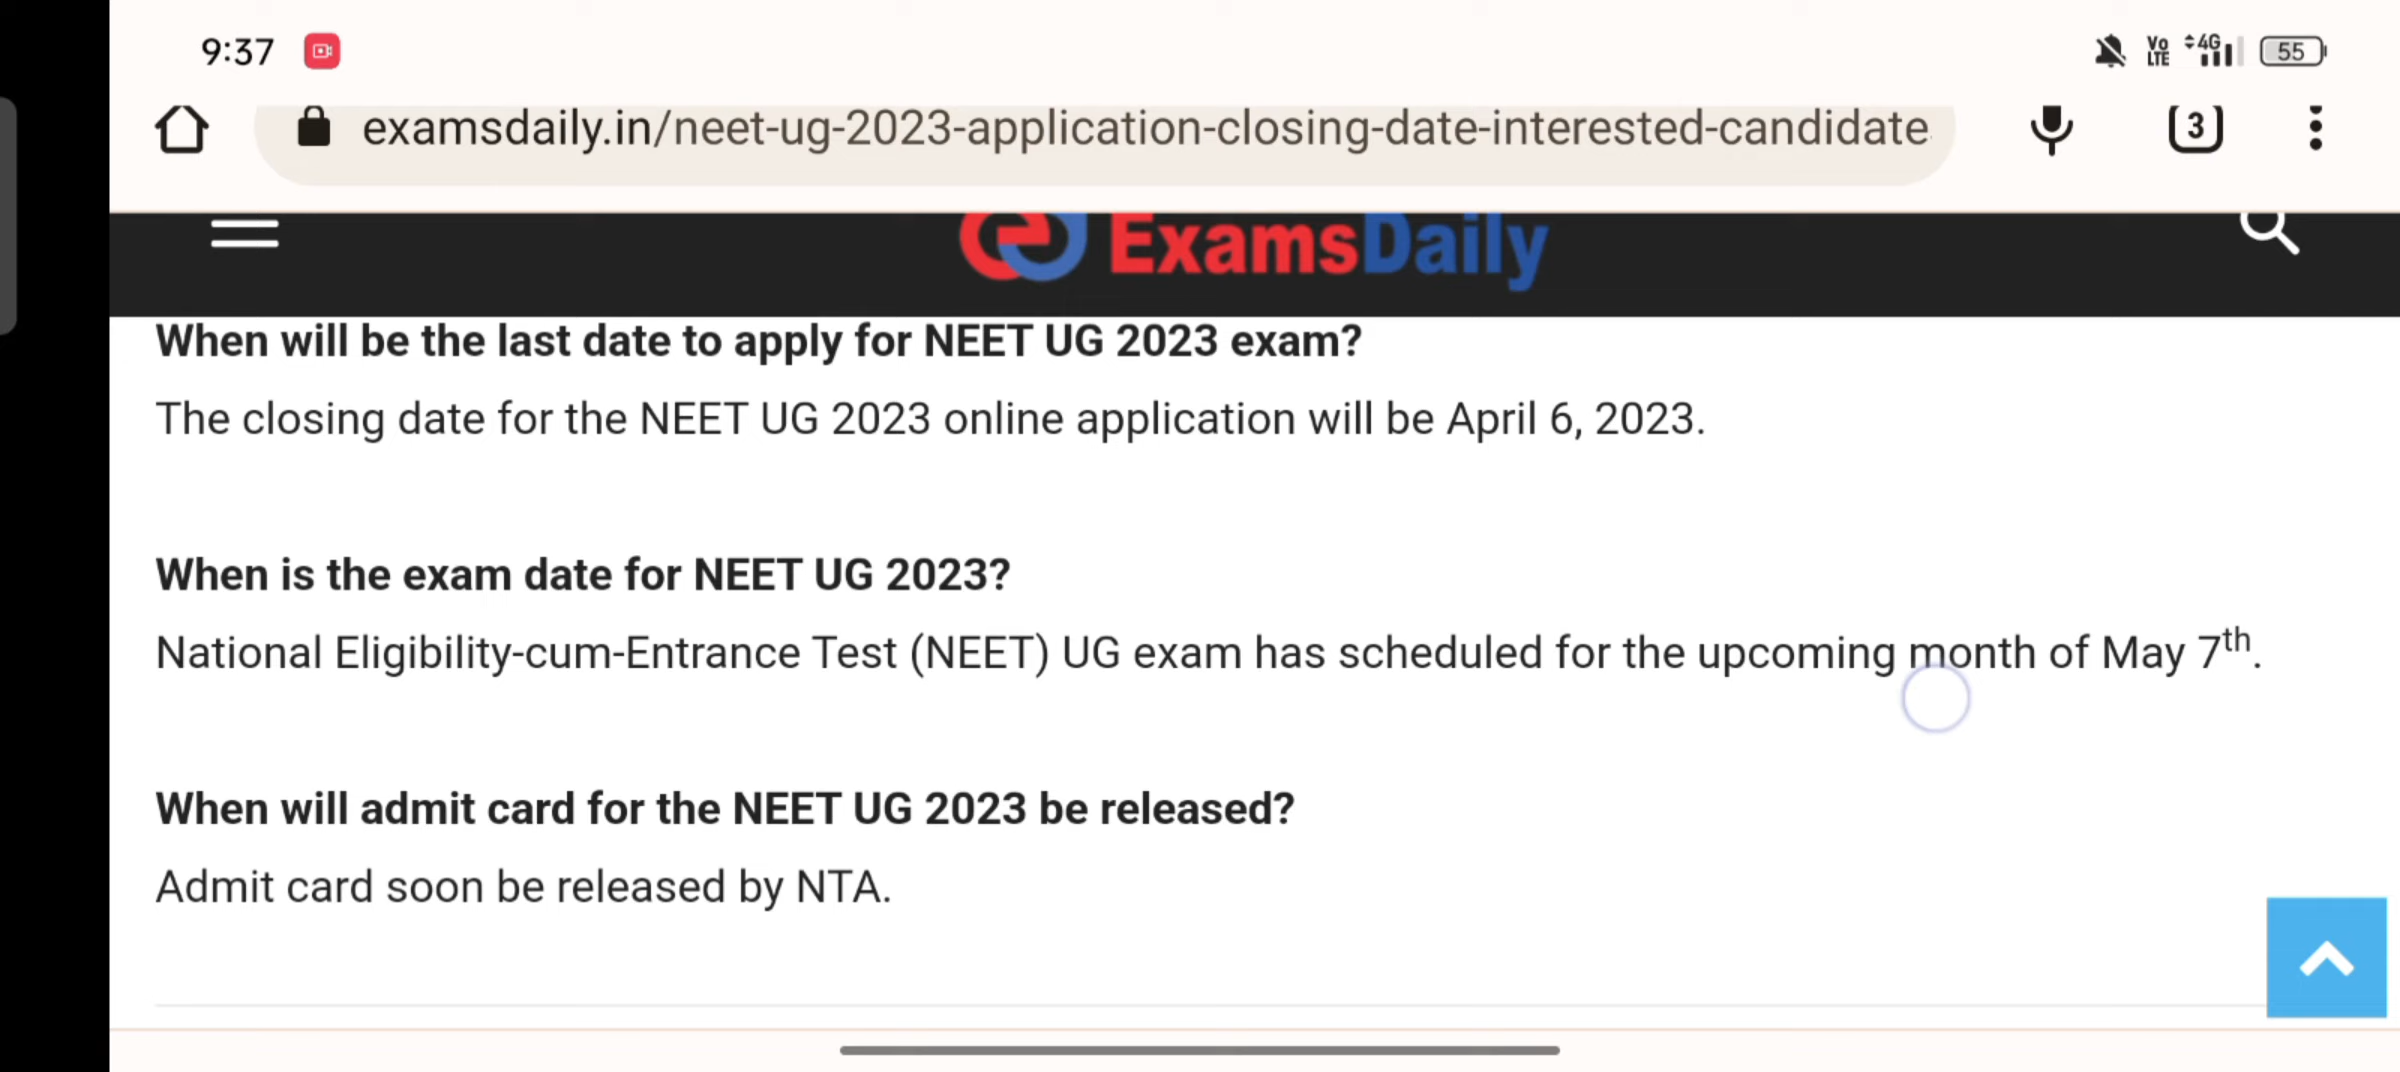 9:37
Vo LTE 4G 55
examsdaily.in/neet-ug-2023-application-closing-date-interested-candidate
3
ExamsDaily
When will be the last date to apply for NEET UG 2023 exam?
The closing date for the NEET UG 2023 online application will be April 6, 2023.
When is the exam date for NEET UG 2023?
National Eligibility-cum-Entrance Test (NEET) UG exam has scheduled for the upcoming month of May 7th.
When will admit card for the NEET UG 2023 be released?
Admit card soon be released by NTA.